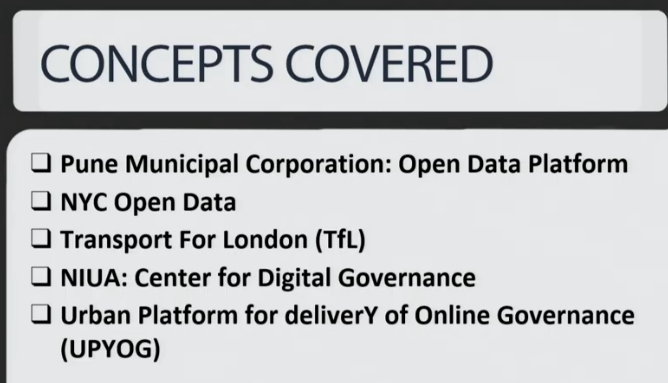 CONCEPTS COVERED
❑ Pune Municipal Corporation: Open Data Platform
❑ NYC Open Data
❑ Transport For London (TfL)
❑ NIUA: Center for Digital Governance
❑ Urban Platform for deliverY of Online Governance
(UPYOG)